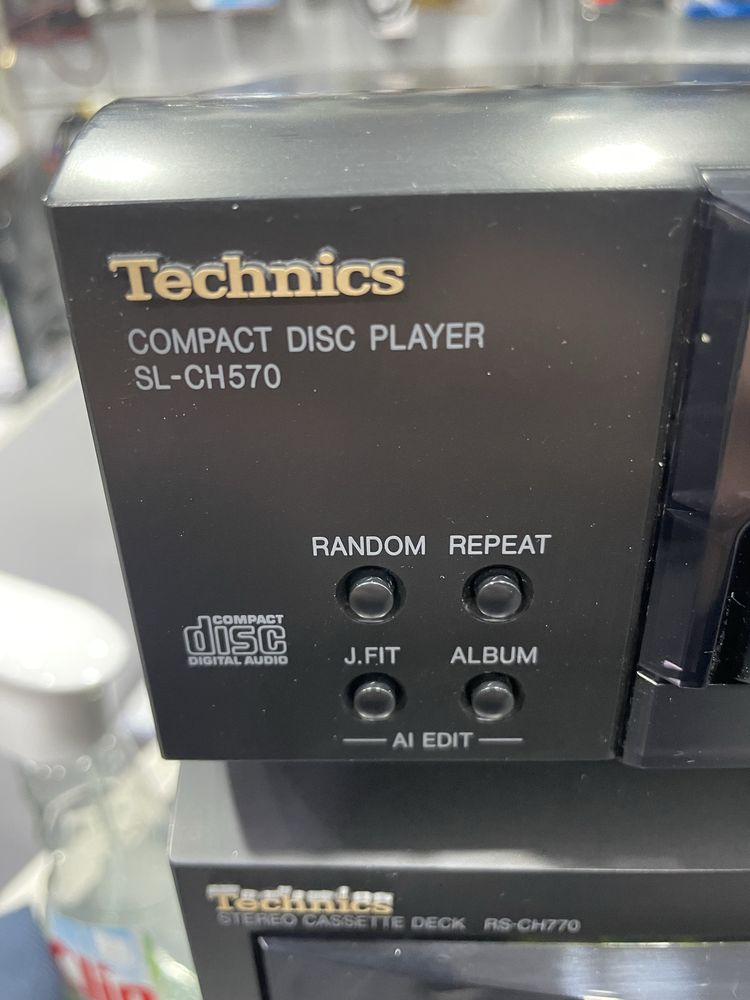 Technics
COMPACT DISC PLAYER
SL-CH570
RANDOM REPEAT
COMPACT
disc
DIGITAL AUDIO
J.FIT ALBUM
AI EDIT
Technics
STEREO CASSETTE DECK RS-CH770